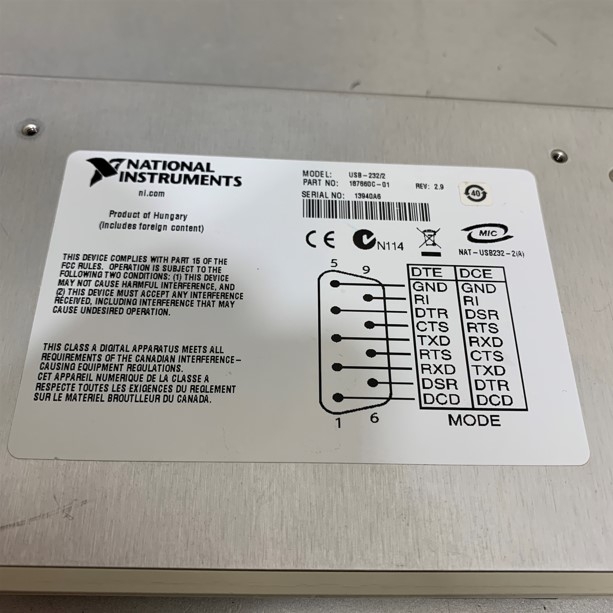 NATIONAL
INSTRUMENTS
ni.com
Product of Hungary
(Includes foreign content)
MODEL: USB-232/2
PART NO: 187660C-01 REV: 2.9
SERIAL NO: 13940A6
40
CE N114 MIC
NAT-USB232-2(A)
THIS DEVICE COMPLIES WITH PART 15 OF THE
FCC RULES. OPERATION IS SUBJECT TO THE
FOLLOWING TWO CONDITIONS: (1) THIS DEVICE
MAY NOT CAUSE HARMFUL INTERFERENCE, AND
(2) THIS DEVICE MUST ACCEPT ANY INTERFERENCE
RECEIVED, INCLUDING INTERFERENCE THAT MAY
CAUSE UNDESIRED OPERATION.
THIS CLASS A DIGITAL APPARATUS MEETS ALL
REQUIREMENTS OF THE CANADIAN INTERFERENCE-
CAUSING EQUIPMENT REGULATIONS.
CET APPAREIL NUMERIQUE DE LA CLASSE A
RESPECTE TOUTES LES EXIGENCES DU REGLEMENT
SUR LE MATERIEL BROUTLLEUR DU CANADA.
5 9
DTE DCE
GND GND
RI RI
DTR DSR
CTS RTS
TXD RXD
RTS CTS
RXD TXD
DSR DTR
DCD DCD
1 6
MODE